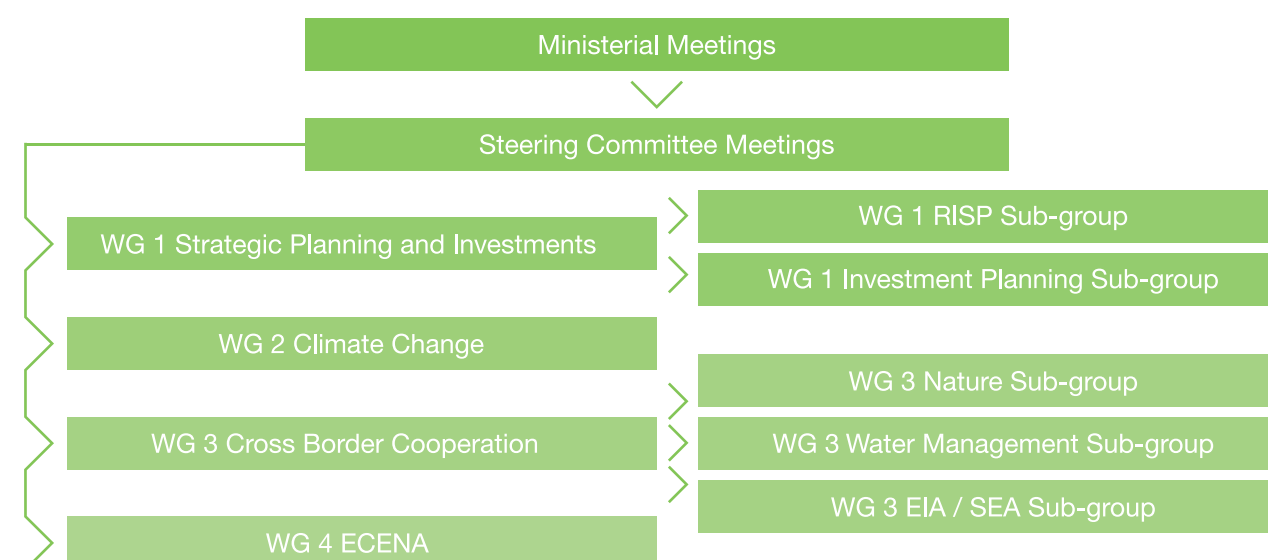 Ministerial Meetings
Steering Committee Meetings
WG 1 Strategic Planning and Investments
WG 1 RISP Sub-group
WG 1 Investment Planning Sub-group
WG 2 Climate Change
WG 3 Cross Border Cooperation
WG 3 Nature Sub-group
WG 3 Water Management Sub-group
WG 3 EIA / SEA Sub-group
WG 4 ECENA